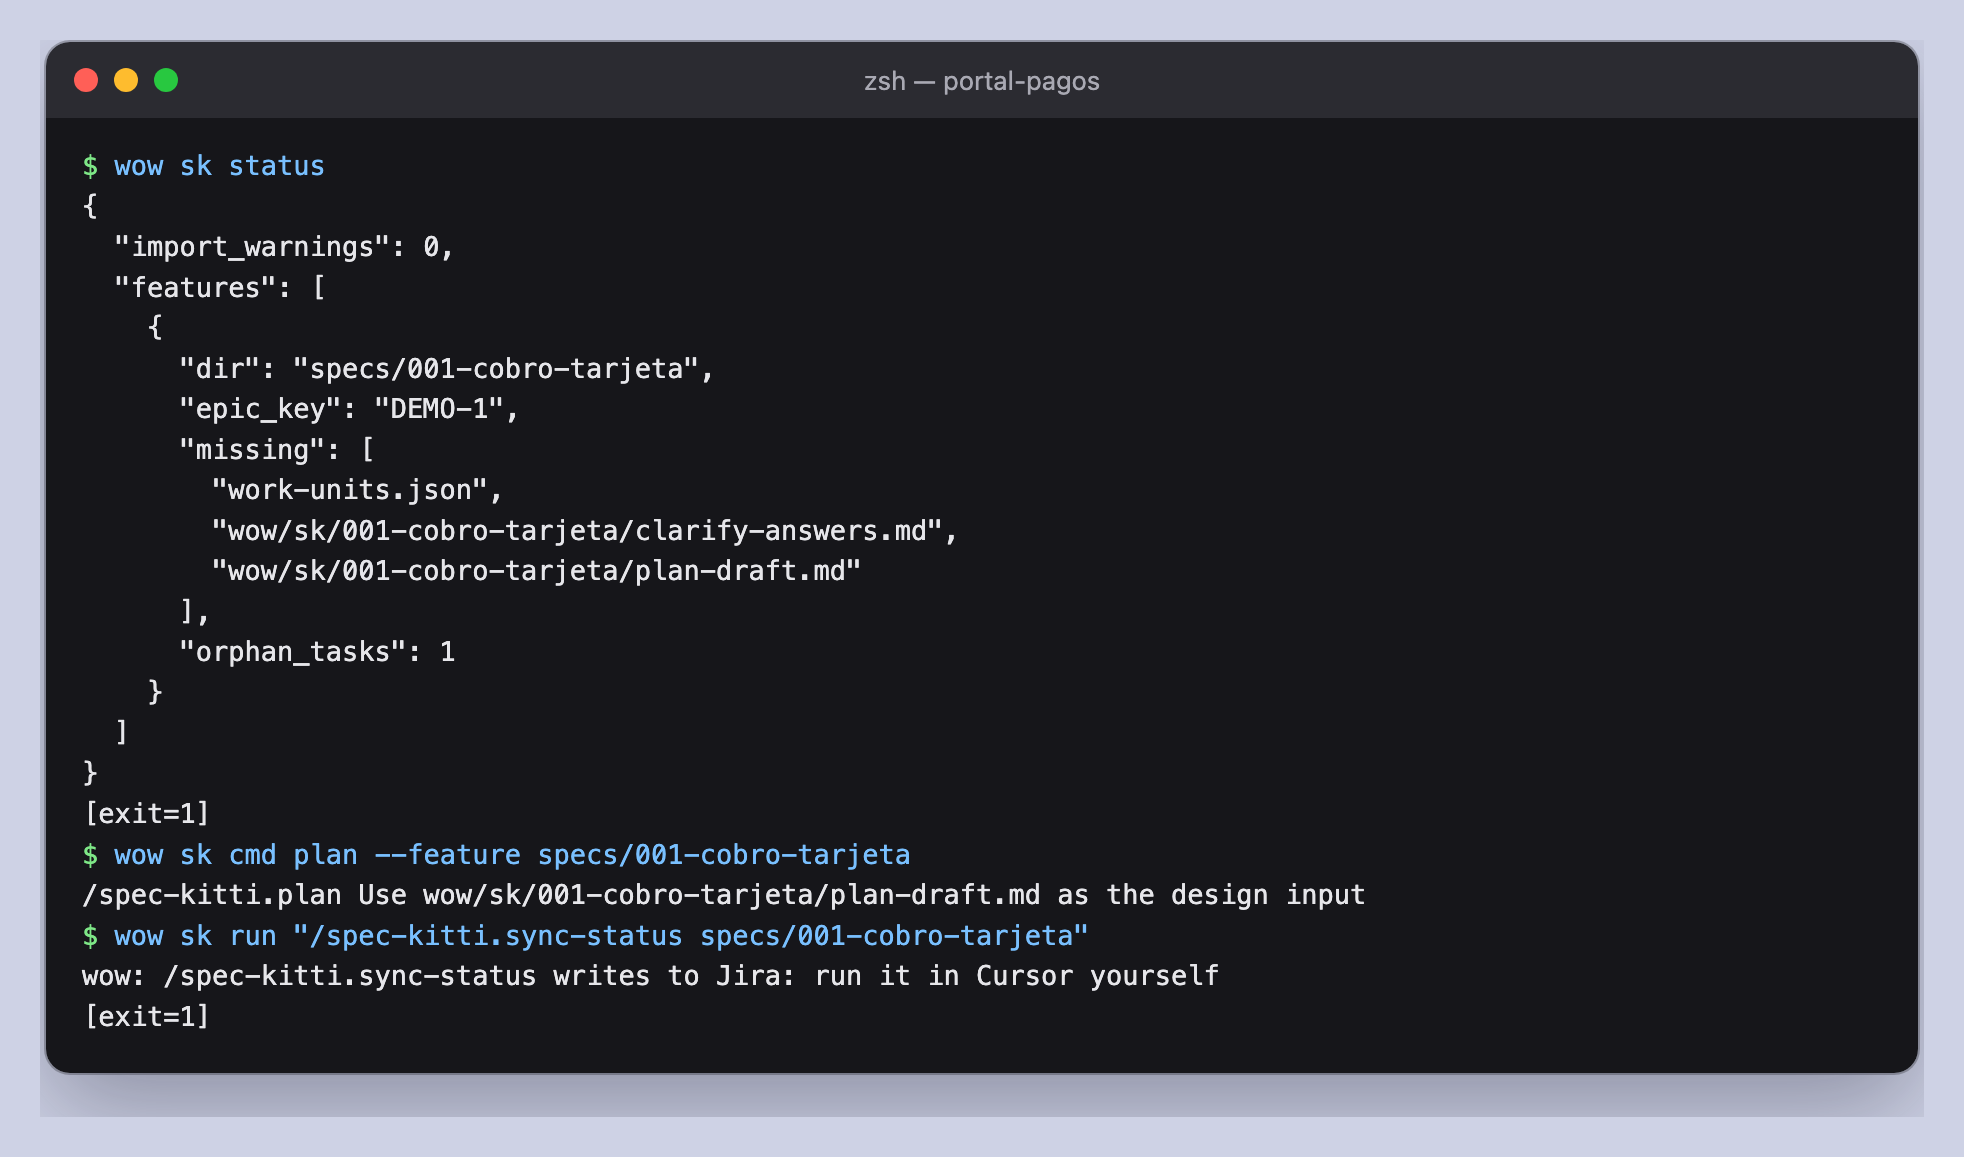 zsh — portal-pagos
$ wow sk status
{
  "import_warnings": 0,
  "features": [
    {
      "dir": "specs/001-cobro-tarjeta",
      "epic_key": "DEMO-1",
      "missing": [
        "work-units.json",
        "wow/sk/001-cobro-tarjeta/clarify-answers.md",
        "wow/sk/001-cobro-tarjeta/plan-draft.md"
      ],
      "orphan_tasks": 1
    }
  ]
}
[exit=1]
$ wow sk cmd plan --feature specs/001-cobro-tarjeta
/spec-kitti.plan Use wow/sk/001-cobro-tarjeta/plan-draft.md as the design input
$ wow sk run "/spec-kitti.sync-status specs/001-cobro-tarjeta"
wow: /spec-kitti.sync-status writes to Jira: run it in Cursor yourself
[exit=1]